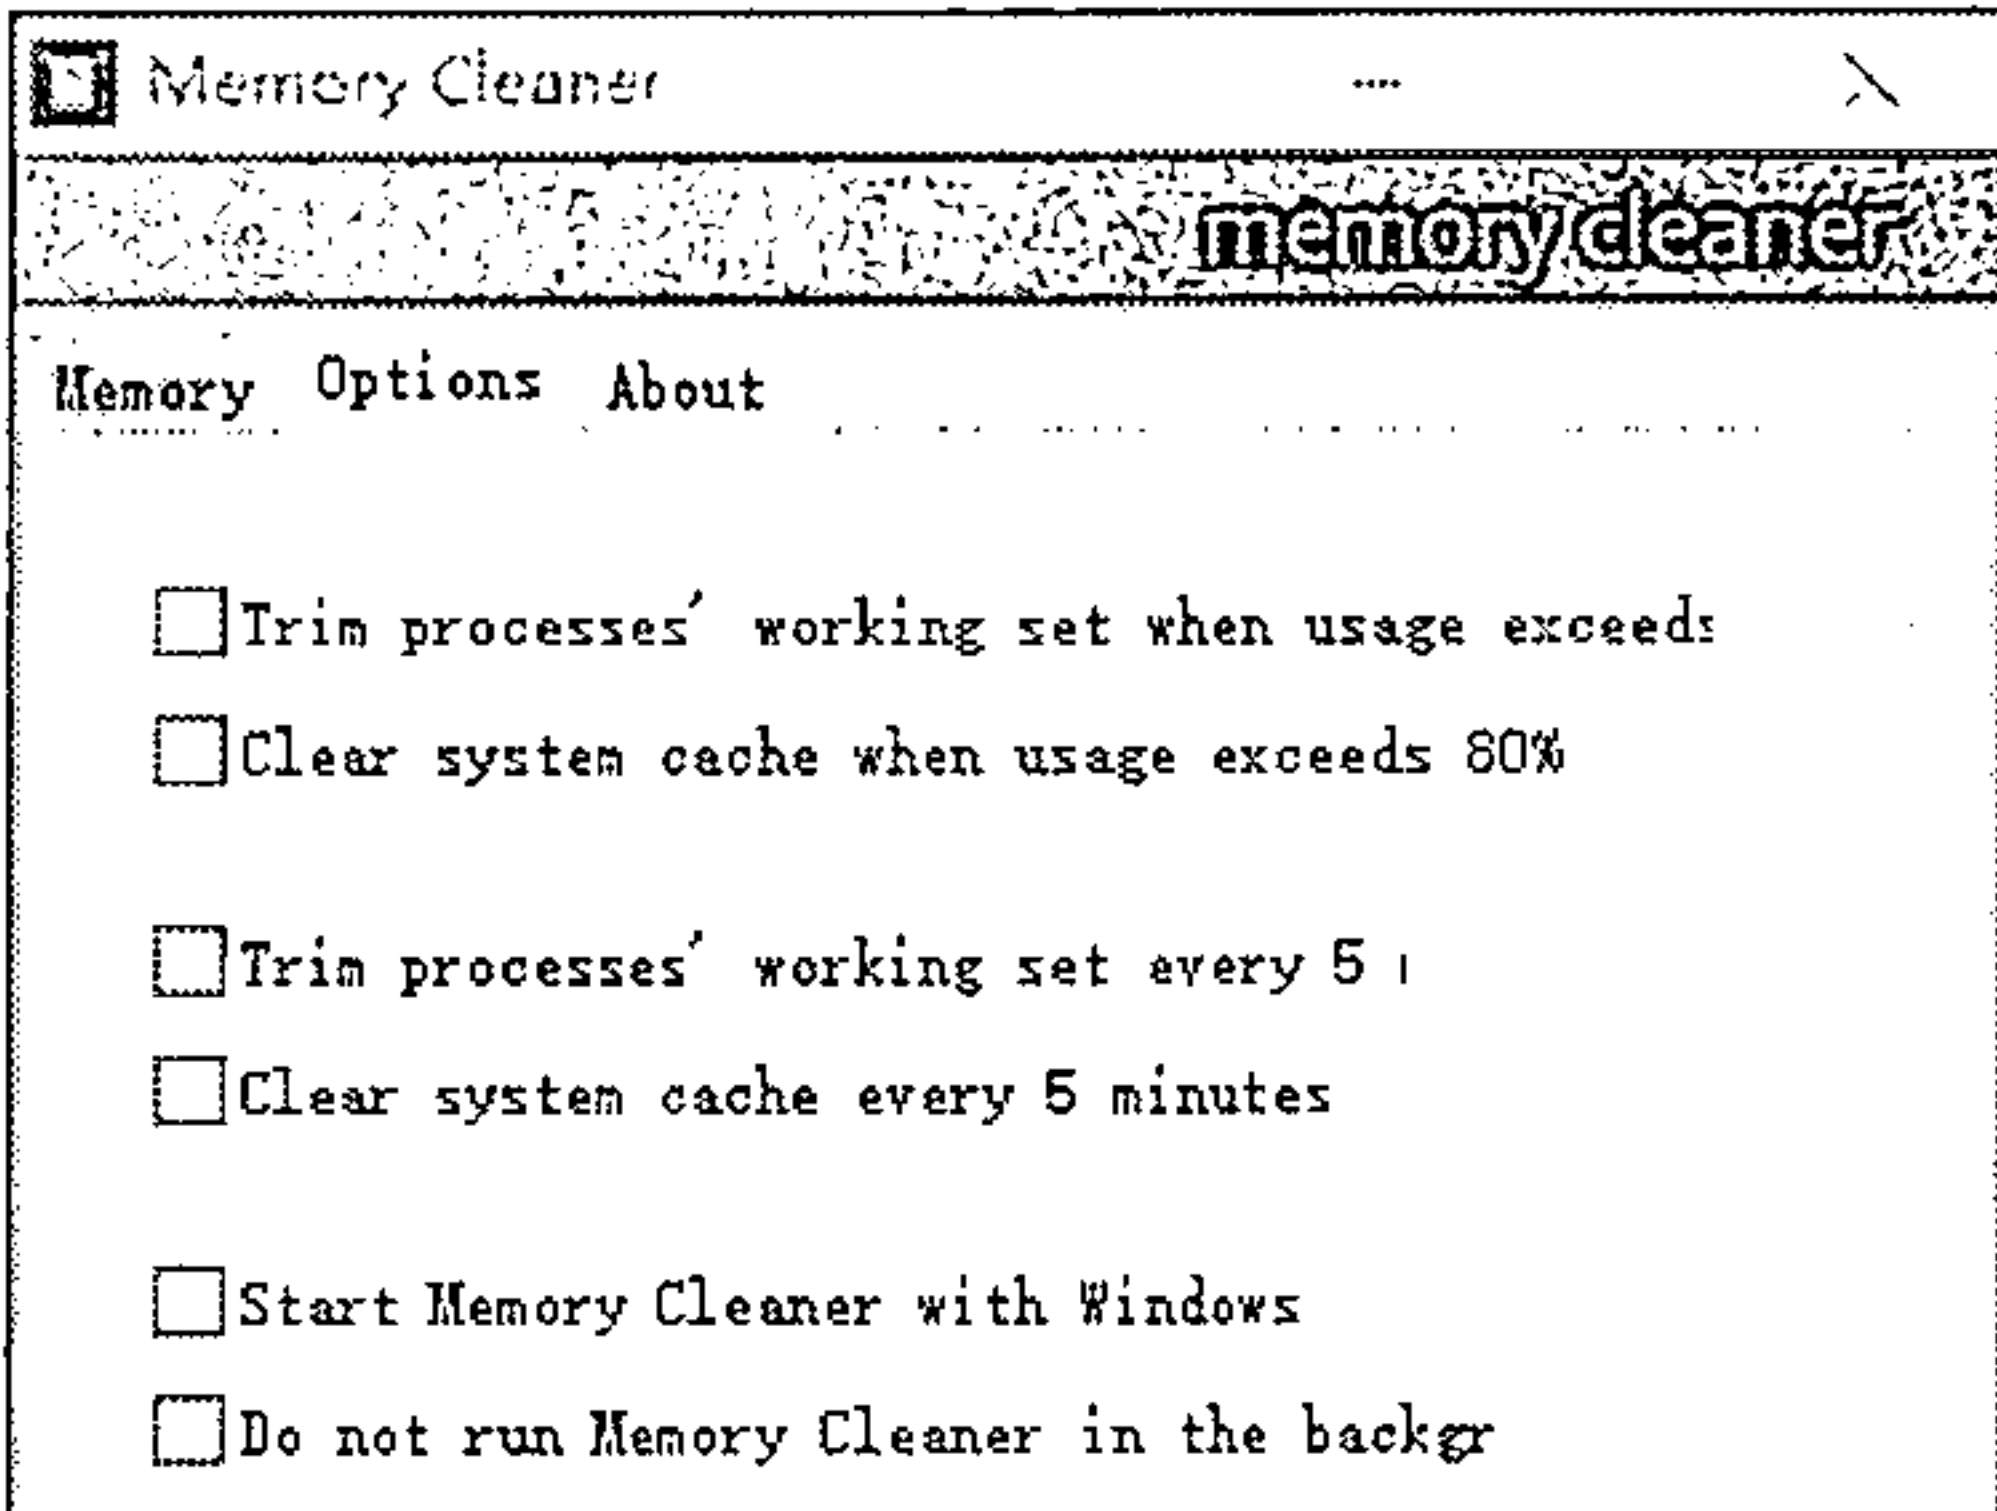 Memory Cleaner
memory cleaner
Memory Options About
Trim processes' working set when usage exceeds
Clear system cache when usage exceeds 80%
Trim processes' working set every 5
Clear system cache every 5 minutes
Start Memory Cleaner with Windows
Do not run Memory Cleaner in the backgr